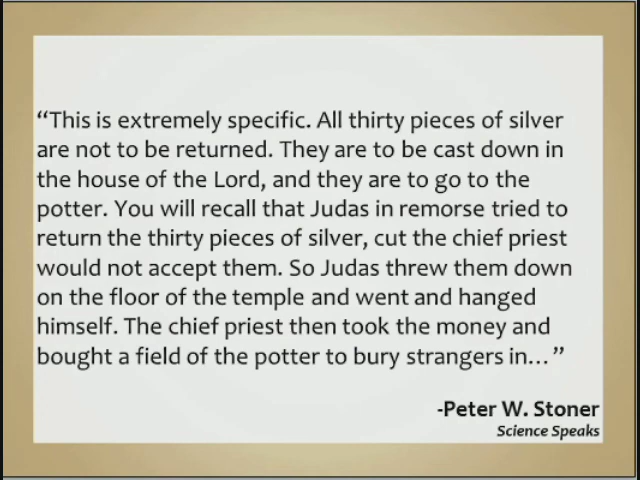 “This is extremely specific. All thirty pieces of silver
are not to be returned. They are to be cast down in
the house of the Lord, and they are to go to the
potter. You will recall that Judas in remorse tried to
return the thirty pieces of silver, cut the chief priest
would not accept them. So Judas threw them down
on the floor of the temple and went and hanged
himself. The chief priest then took the money and
bought a field of the potter to bury strangers in…”
-Peter W. Stoner
Science Speaks